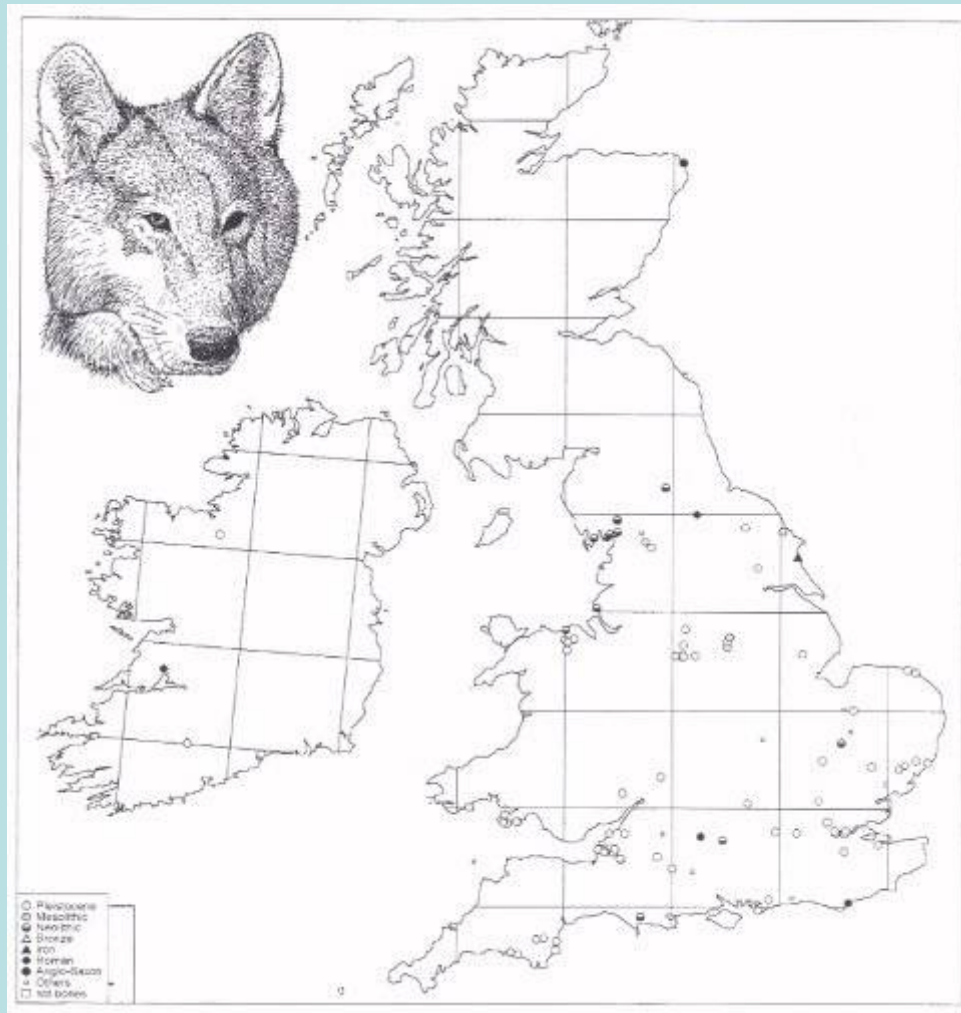 Pleistocene
Mesolithic
Neolithic
Bronze
Iron
Roman
Anglo-Saxon
Others
not bones